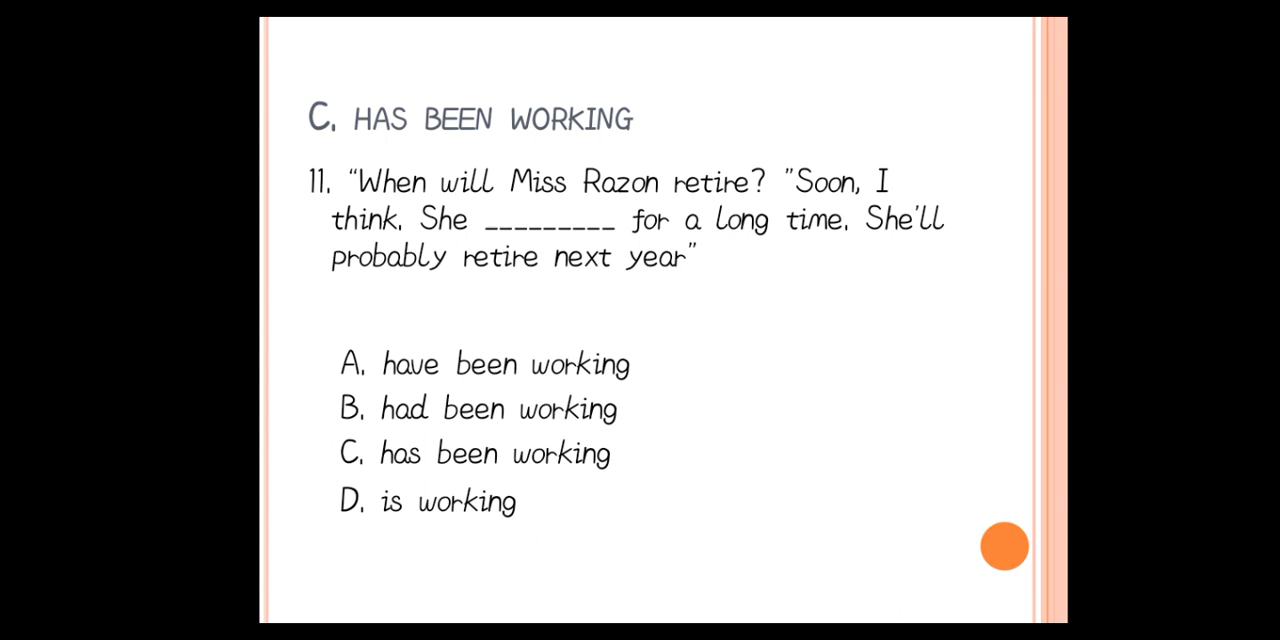 C. HAS BEEN WORKING
11. “When will Miss Razon retire? ”Soon, I
think. She _________ for a long time. She'll
probably retire next year”
A. have been working
B. had been working
C. has been working
D. is working